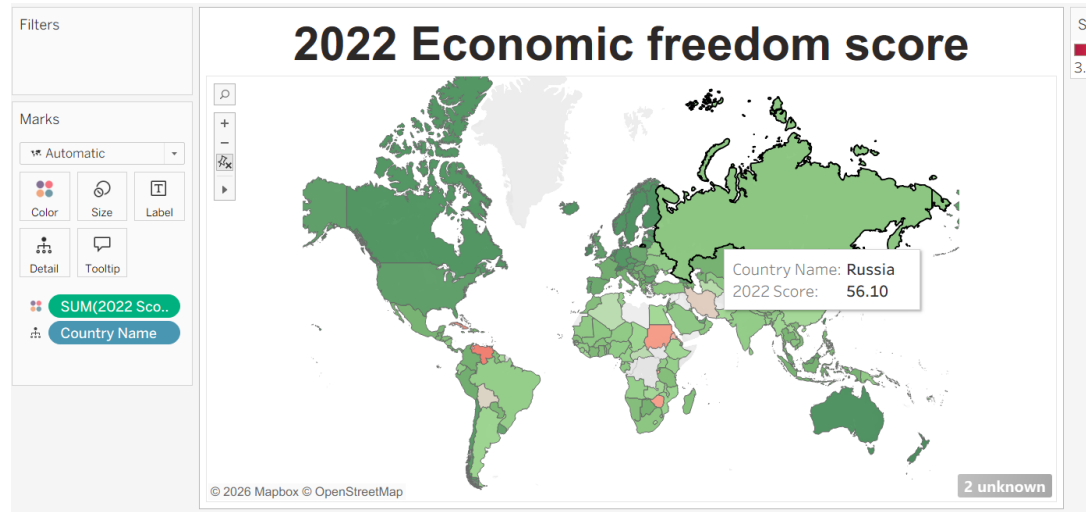 Filters
Marks
Automatic
Color
Size
Label
Detail
Tooltip
SUM(2022 Sco..
Country Name
2022 Economic freedom score
Country Name: Russia
2022 Score: 56.10
© 2026 Mapbox © OpenStreetMap
2 unknown
S
3.